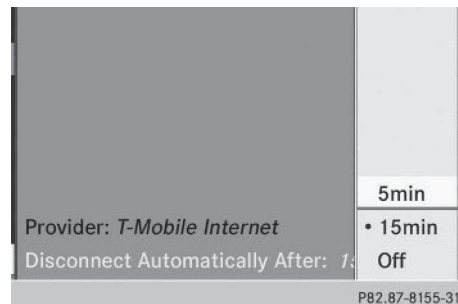 5min
Provider: T-Mobile Internet
• 15min
Disconnect Automatically After:
Off
P82.87-8155-31